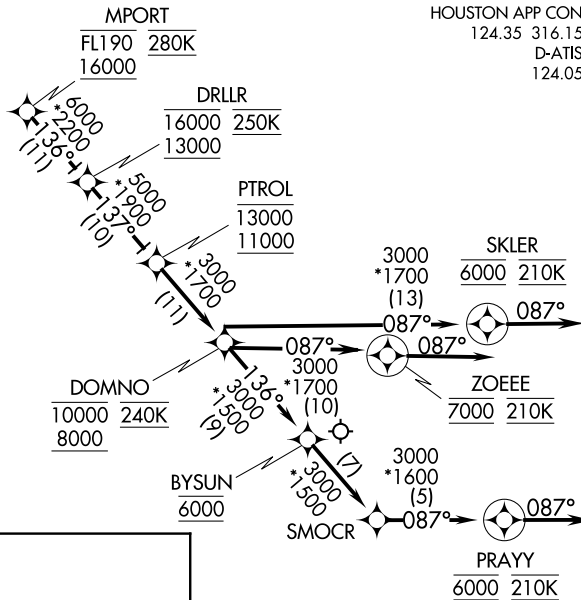 MPORT
FL190 280K
16000
HOUSTON APP CON
124.35 316.15
D-ATIS
124.05
DRLLR
16000 250K
13000
6000
*2200
136°
(11)
5000
*1900
137°
(10)
PTROL
13000
11000
3000
*1700
(11)
3000
*1700
(13)
087°
SKLER
6000 210K
087°
087°
3000
*1700
(10)
087°
ZOEEE
7000 210K
DOMNO
10000 240K
8000
136°
3000
*1500
(9)
BYSUN
6000
(7)
3000
*1500
SMOCR
3000
*1600
(5)
087°
087°
PRAYY
6000 210K